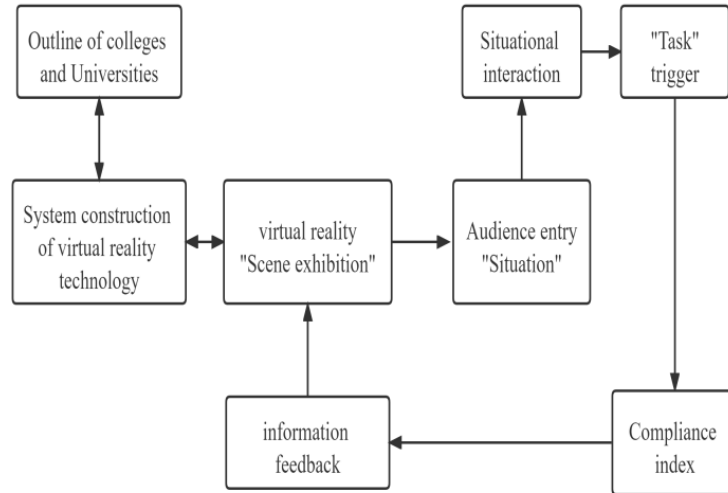 Outline of colleges
and Universities
Situational
interaction
"Task"
trigger
System construction
of virtual reality
technology
virtual reality
"Scene exhibition"
Audience entry
"Situation"
information
feedback
Compliance
index